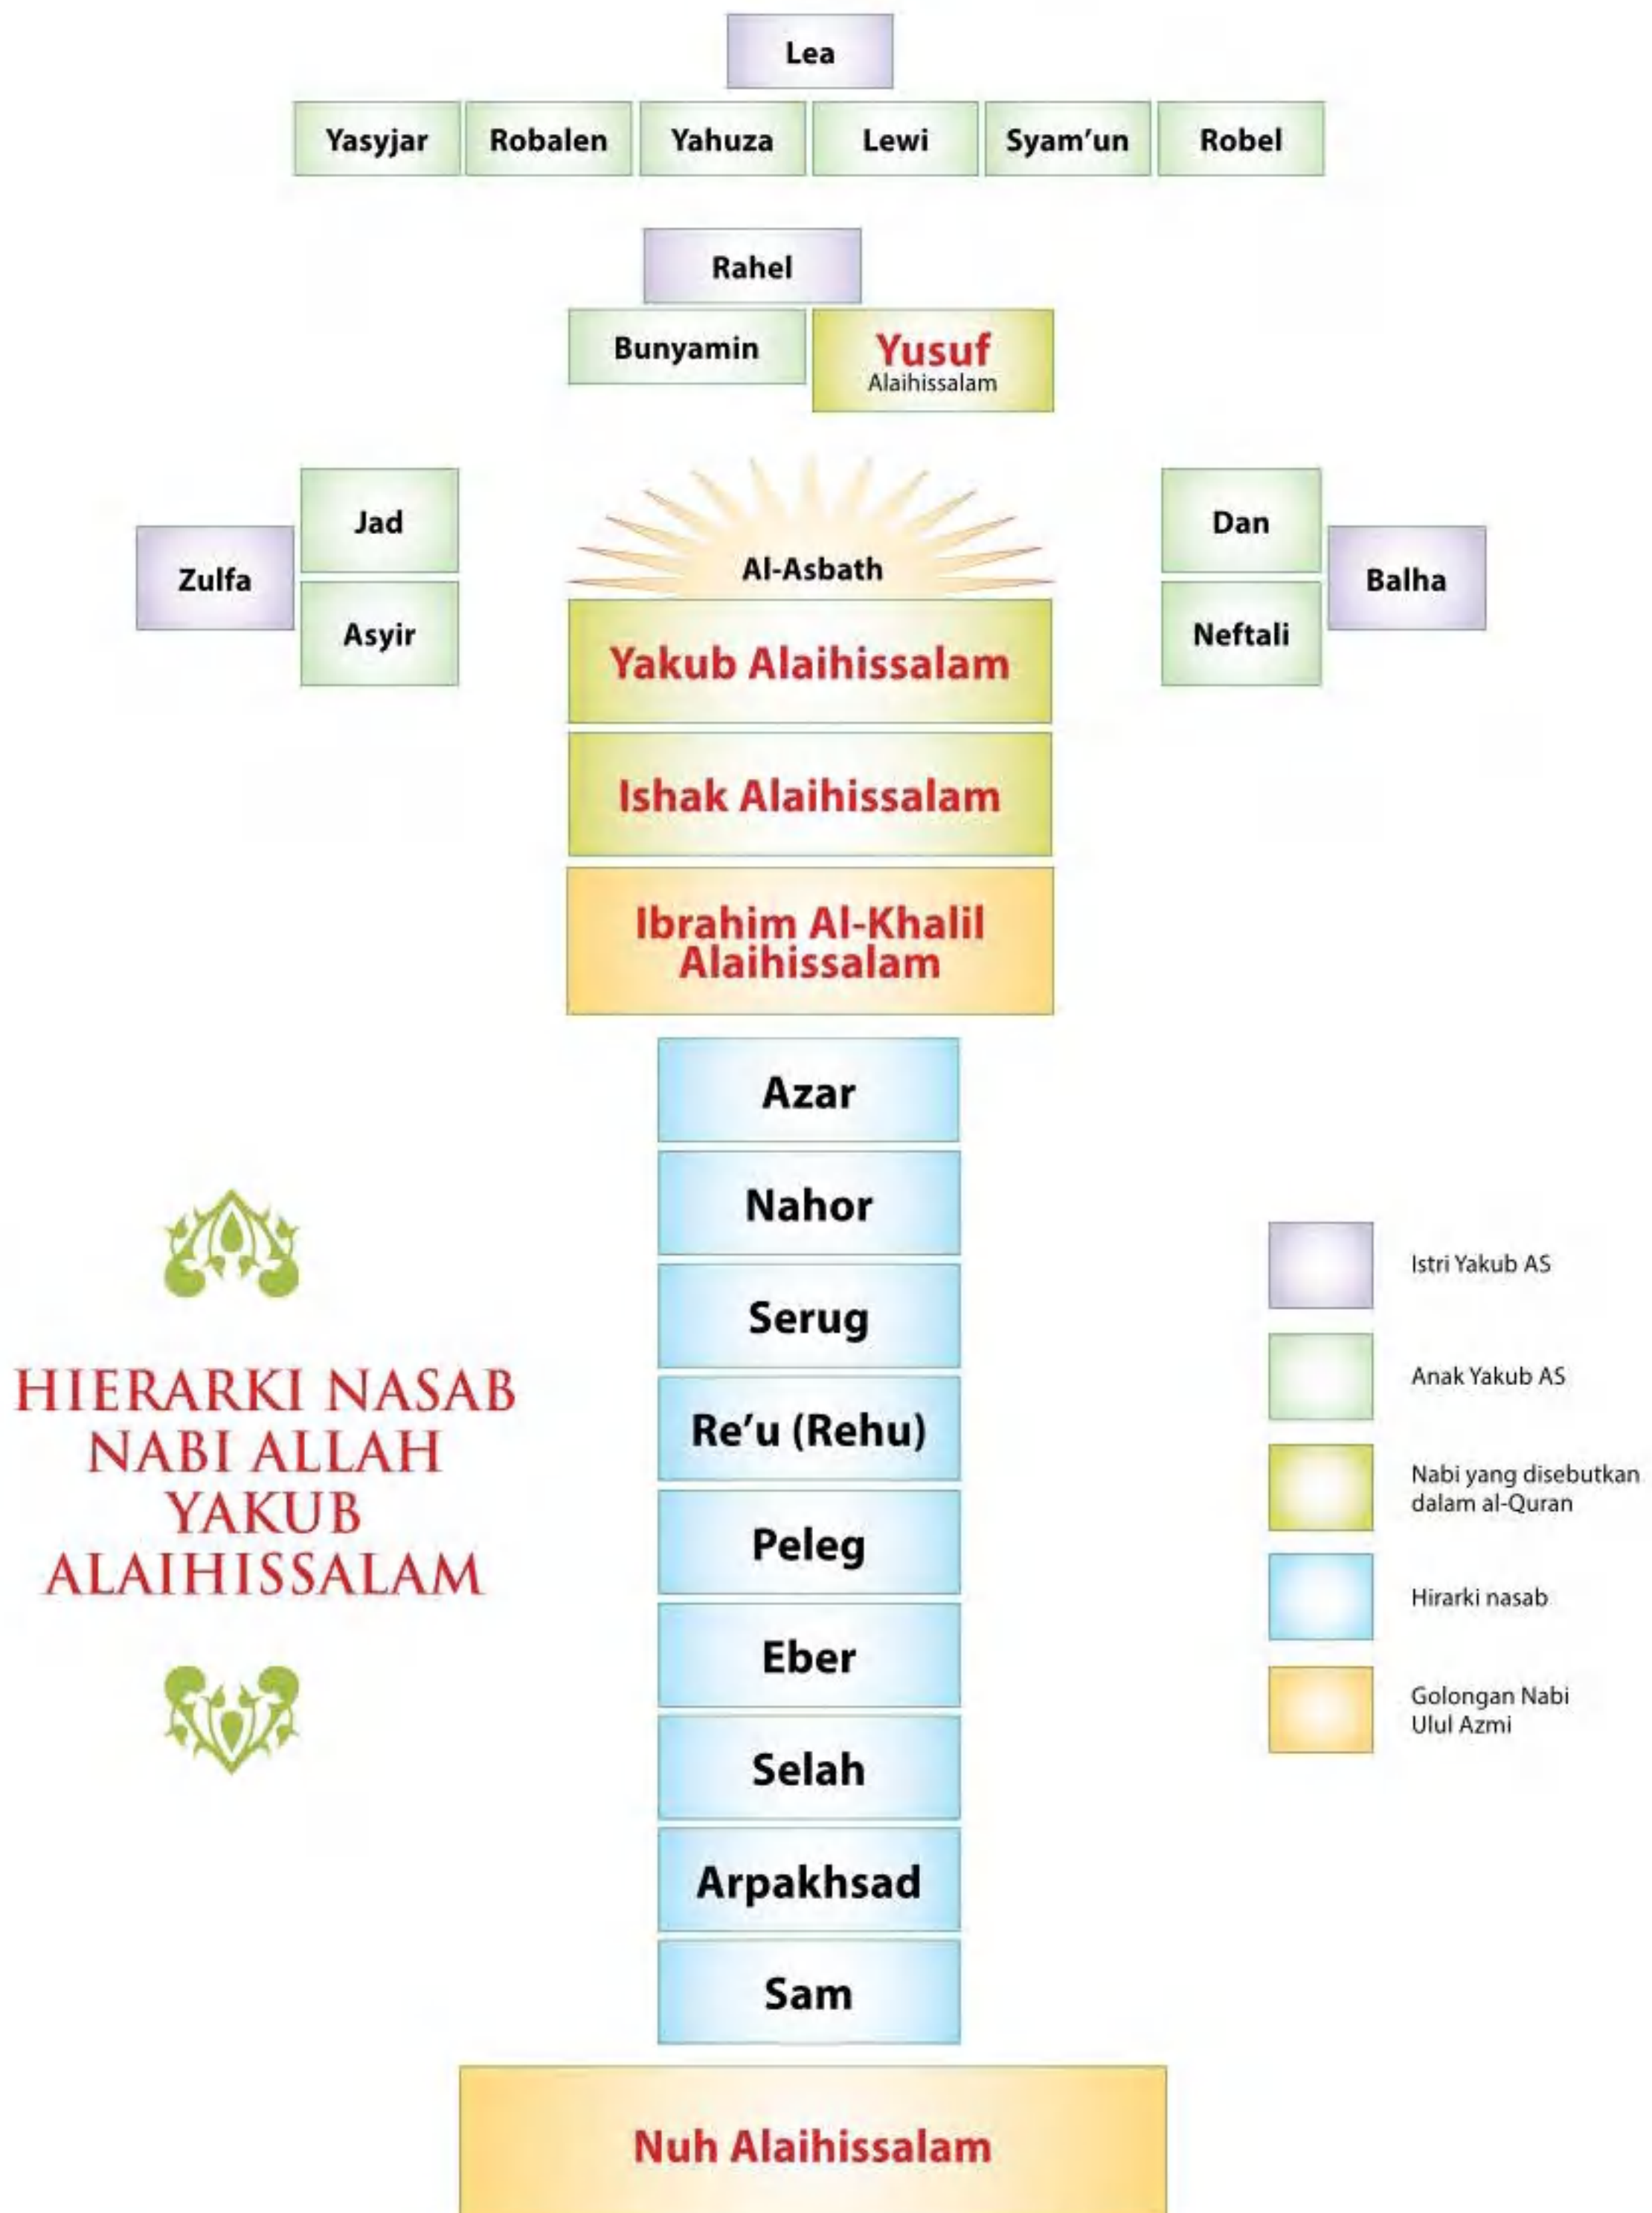 Lea
Yasyjar Robalen Yahuza Lewi Syam’un Robel
Rahel
Bunyamin
Yusuf
Alaihissalam
Zulfa
Jad
Asyir
Al-Asbath
Dan
Neftali
Balha
Yakub Alaihissalam
Ishak Alaihissalam
Ibrahim Al-Khalil
Alaihissalam
Azar
Nahor
Serug
Re’u (Rehu)
Peleg
Eber
Selah
Arpakhsad
Sam
Nuh Alaihissalam
HIERARKI NASAB
NABI ALLAH
YAKUB
ALAIHISSALAM
Istri Yakub AS
Anak Yakub AS
Nabi yang disebutkan
dalam al-Quran
Hirarki nasab
Golongan Nabi
Ulul Azmi